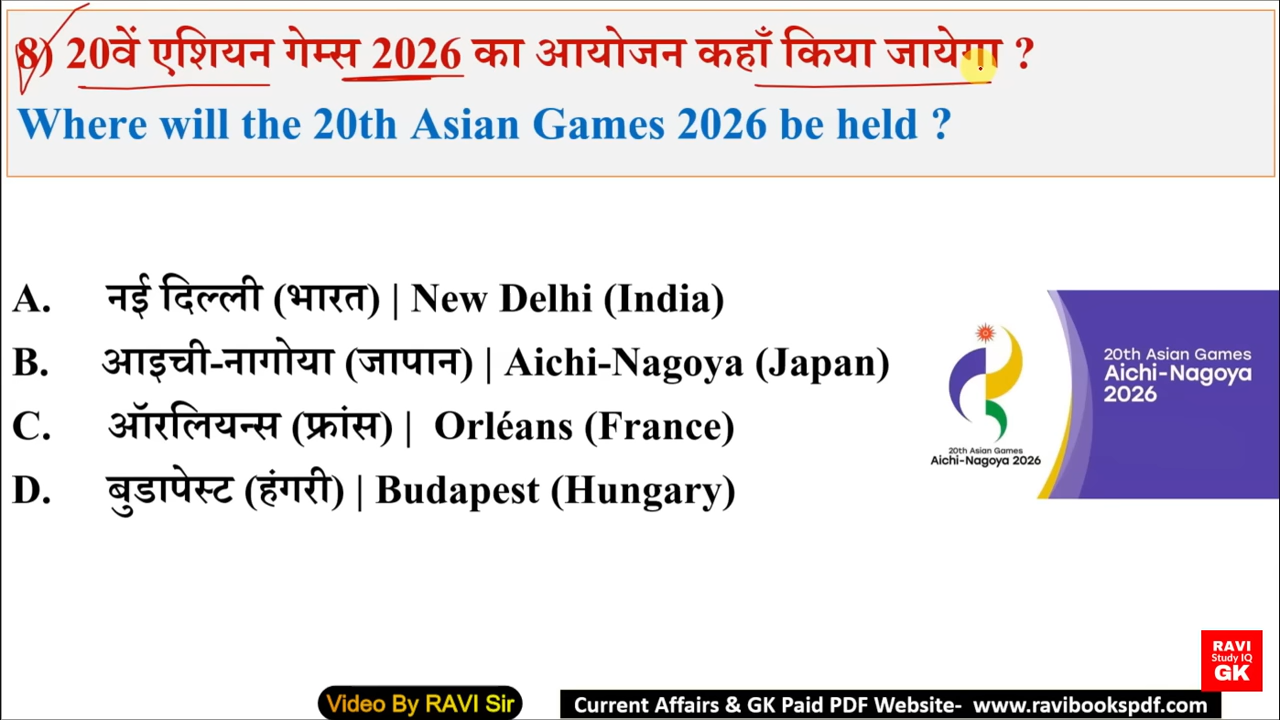 8) 20वें एशियन गेम्स 2026 का आयोजन कहाँ किया जायेगा ?
Where will the 20th Asian Games 2026 be held ?
A. नई दिल्ली (भारत) | New Delhi (India)
B. आइची-नागोया (जापान) | Aichi-Nagoya (Japan)
C. ऑरलियन्स (फ्रांस) | Orléans (France)
D. बुडापेस्ट (हंगरी) | Budapest (Hungary)
20th Asian Games
Aichi-Nagoya 2026
20th Asian Games
Aichi-Nagoya
2026
RAVI
Study IQ
GK
Video By RAVI Sir
Current Affairs & GK Paid PDF Website- www.ravibookspdf.com